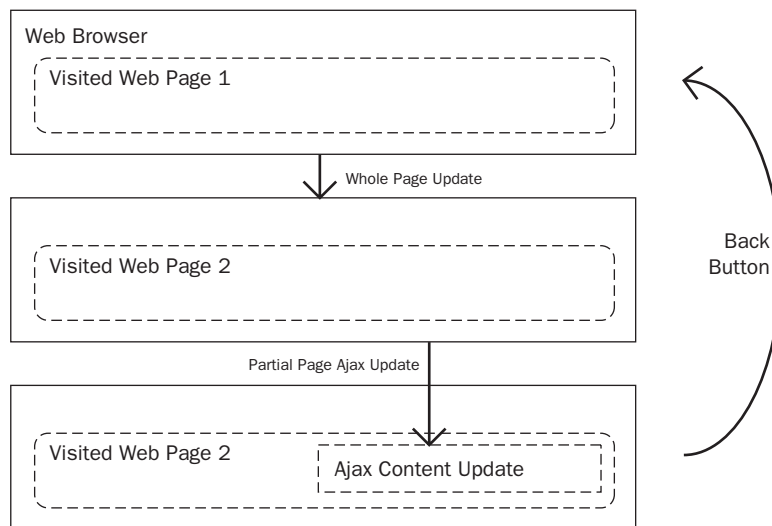 Web Browser
Visited Web Page 1
Whole Page Update
Visited Web Page 2
Back
Button
Partial Page Ajax Update
Visited Web Page 2
Ajax Content Update